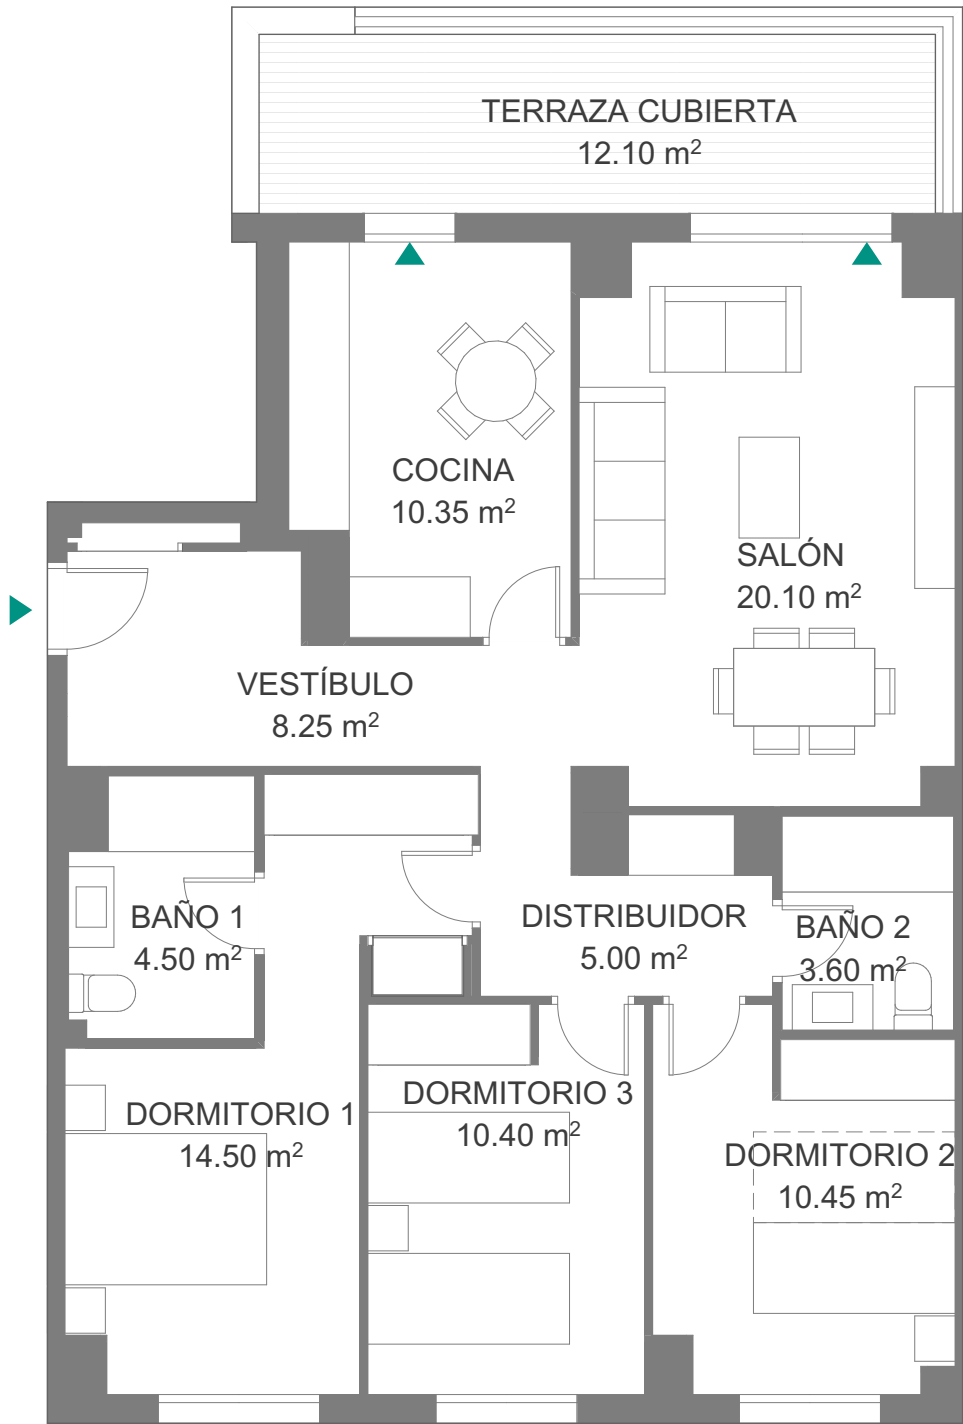 TERRAZA CUBIERTA
12.10 m²
COCINA
10.35 m²
SALÓN
20.10 m²
VESTÍBULO
8.25 m²
BAÑO 1
4.50 m²
DISTRIBUIDOR
5.00 m²
BAÑO 2
3.60 m²
DORMITORIO 1
14.50 m²
DORMITORIO 3
10.40 m²
DORMITORIO 2
10.45 m²